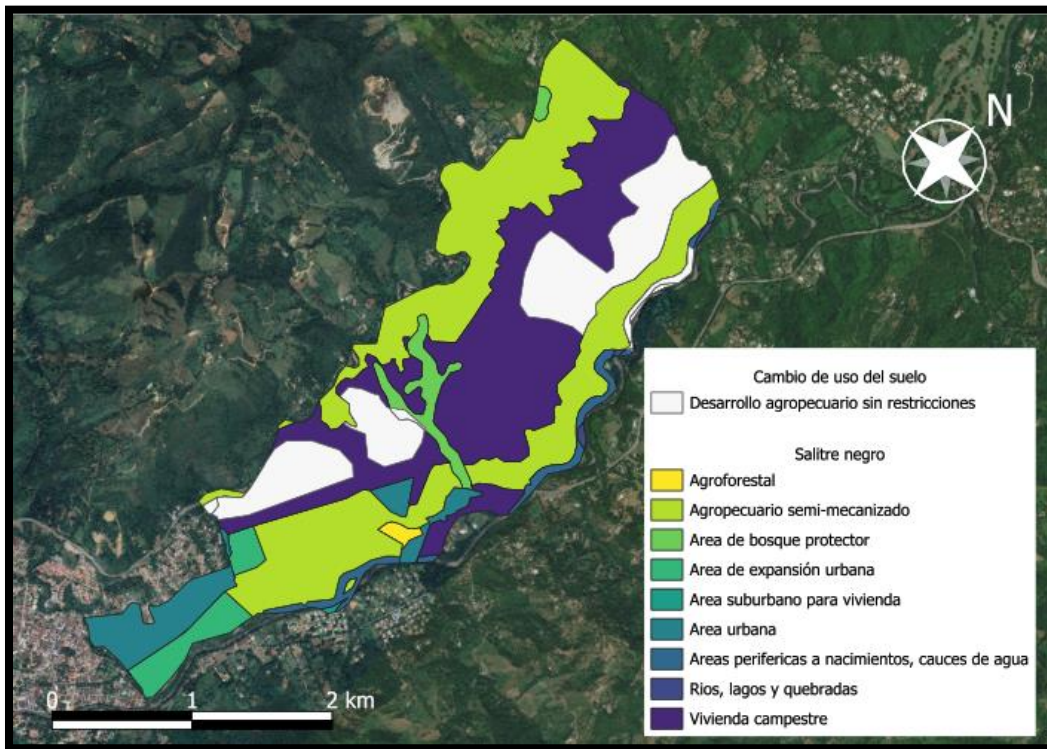 N
Cambio de uso del suelo
Desarrollo agropecuario sin restricciones
Salitre negro
Agroforestal
Agropecuario semi-mecanizado
Area de bosque protector
Area de expansión urbana
Area suburbano para vivienda
Area urbana
Areas perifericas a nacimientos, cauces de agua
Rios, lagos y quebradas
Vivienda campestre
0 1 2 km